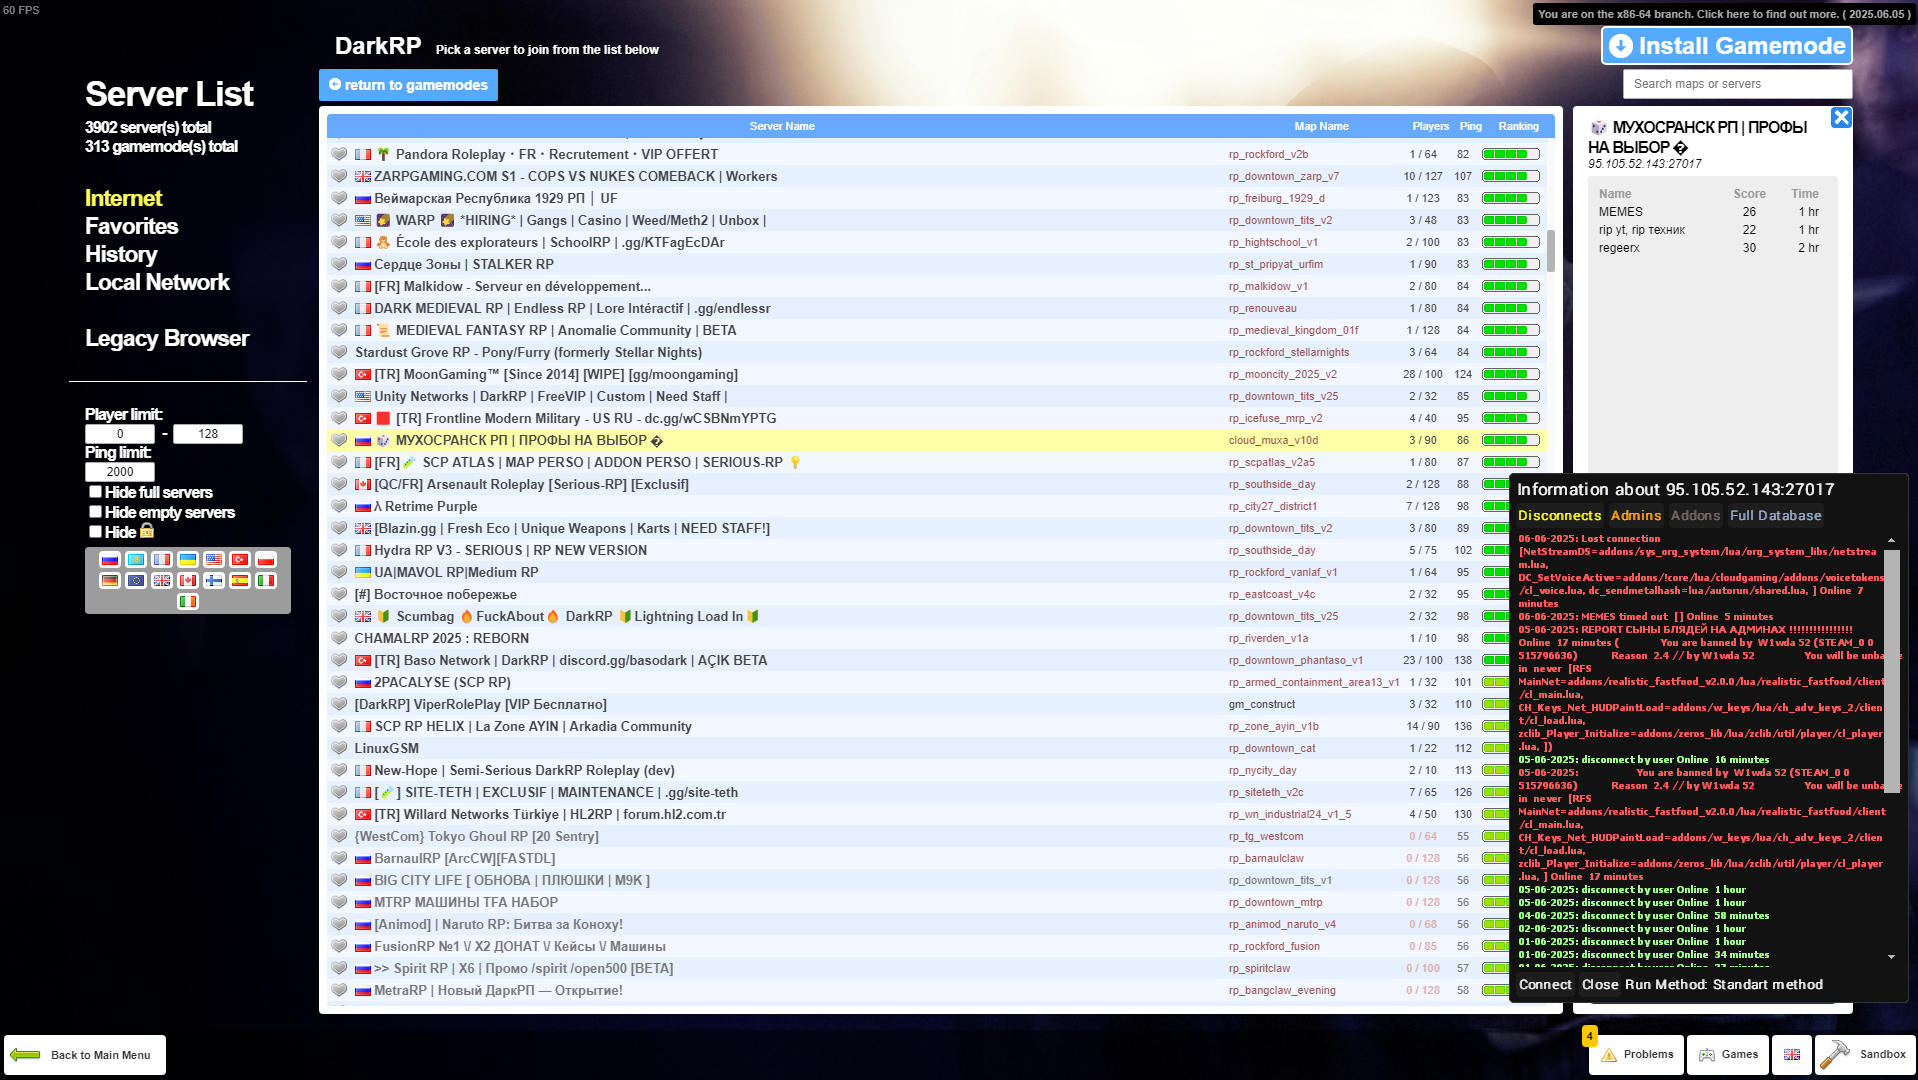 60 FPS
You are on the x86-64 branch. Click here to find out more. ( 2025.06.05 )
DarkRP Pick a server to join from the list below
Install Gamemode
return to gamemodes
Search maps or servers
Server List
3902 server(s) total
313 gamemode(s) total
Internet
Favorites
History
Local Network
Legacy Browser
Player limit:
0 - 128
Ping limit:
2000
Hide full servers
Hide empty servers
Hide
Server Name Map Name Players Ping Ranking
Pandora Roleplay • FR • Recrutement • VIP OFFERT rp_rockford_v2b 1 / 64 82
ZARPGAMING.COM S1 - COPS VS NUKES COMEBACK | Workers rp_downtown_zarp_v7 10 / 127 107
Веймарская Республика 1929 РП │ UF rp_freiburg_1929_d 1 / 123 83
WARP *HIRING* | Gangs | Casino | Weed/Meth2 | Unbox | rp_downtown_tits_v2 3 / 48 83
École des explorateurs | SchoolRP | .gg/KTFagEcDAr rp_hightschool_v1 2 / 100 83
Сердце Зоны | STALKER RP rp_st_pripyat_urfim 1 / 90 83
[FR] Malkidow - Serveur en développement... rp_malkidow_v1 2 / 80 84
DARK MEDIEVAL RP | Endless RP | Lore Intéractif | .gg/endlessr rp_renouveau 1 / 80 84
MEDIEVAL FANTASY RP | Anomalie Community | BETA rp_medieval_kingdom_01f 1 / 128 84
Stardust Grove RP - Pony/Furry (formerly Stellar Nights) rp_rockford_stellarnights 3 / 64 84
[TR] MoonGaming™ [Since 2014] [WIPE] [gg/moongaming] rp_mooncity_2025_v2 28 / 100 124
Unity Networks | DarkRP | FreeVIP | Custom | Need Staff | rp_downtown_tits_v25 2 / 32 85
[TR] Frontline Modern Military - US RU - dc.gg/wCSBNmYPTG rp_icefuse_mrp_v2 4 / 40 95
МУХОСРАНСК РП | ПРОФЫ НА ВЫБОР � cloud_muxa_v10d 3 / 90 86
[FR] SCP ATLAS | MAP PERSO | ADDON PERSO | SERIOUS-RP rp_scpatlas_v2a5 1 / 80 87
[QC/FR] Arsenault Roleplay [Serious-RP] [Exclusif] rp_southside_day 2 / 128 88
λ Retrime Purple rp_city27_district1 7 / 128 98
[Blazin.gg | Fresh Eco | Unique Weapons | Karts | NEED STAFF!] rp_downtown_tits_v2 3 / 80 89
Hydra RP V3 - SERIOUS | RP NEW VERSION rp_southside_day 5 / 75 102
UA|MAVOL RP|Medium RP rp_rockford_vanlaf_v1 1 / 64 95
[#] Восточное побережье rp_eastcoast_v4c 2 / 32 95
Scumbag FuckAbout DarkRP Lightning Load In rp_downtown_tits_v25 2 / 32 98
CHAMALRP 2025 : REBORN rp_riverden_v1a 1 / 10 98
[TR] Baso Network | DarkRP | discord.gg/basodark | AÇIK BETA rp_downtown_phantaso_v1 23 / 100 138
2PACALYSE (SCP RP) rp_armed_containment_area13_v1 1 / 32 101
[DarkRP] ViperRolePlay [VIP Бесплатно] gm_construct 3 / 32 110
SCP RP HELIX | La Zone AYIN | Arkadia Community rp_zone_ayin_v1b 14 / 90 136
LinuxGSM rp_downtown_cat 1 / 22 112
New-Hope | Semi-Serious DarkRP Roleplay (dev) rp_nycity_day 2 / 10 113
[ ] SITE-TETH | EXCLUSIF | MAINTENANCE | .gg/site-teth rp_siteteth_v2c 7 / 65 126
[TR] Willard Networks Türkiye | HL2RP | forum.hl2.com.tr rp_wn_industrial24_v1_5 4 / 50 130
{WestCom} Tokyo Ghoul RP [20 Sentry] rp_tg_westcom 0 / 64 55
BarnaulRP [ArcCW][FASTDL] rp_barnaulclaw 0 / 128 56
BIG CITY LIFE [ ОБНОВА | ПЛЮШКИ | М9К ] rp_downtown_tits_v1 0 / 128 56
MTRP МАШИНЫ TFA НАБОР rp_downtown_mtrp 0 / 128 56
[Animod] | Naruto RP: Битва за Коноху! rp_animod_naruto_v4 0 / 68 56
FusionRP №1 \/ X2 ДОНАТ \/ Кейсы \/ Машины rp_rockford_fusion 0 / 85 56
>> Spirit RP | X6 | Промо /spirit /open500 [BETA] rp_spiritclaw 0 / 100 57
MetraRP | Новый ДаркРП — Открытие! rp_bangclaw_evening 0 / 128 58
МУХОСРАНСК РП | ПРОФЫ
НА ВЫБОР �
95.105.52.143:27017
Name Score Time
MEMES 26 1 hr
rip yt, rip техник 22 1 hr
regeerx 30 2 hr
Information about 95.105.52.143:27017
Disconnects Admins Addons Full Database
06-06-2025: Lost connection
[NetStreamDS=addons/sys_org_system/lua/org_system_libs/netstrea
m.lua,
DC_SetVoiceActive=addons/!core/lua/cloudgaming/addons/voicetokens
/cl_voice.lua, dc_sendmetalhash=lua/autorun/shared.lua, ] Online 7
minutes
06-06-2025: MEMES timed out [] Online 5 minutes
05-06-2025: REPORT СЫНЫ БЛЯДЕЙ НА АДМИНАХ !!!!!!!!!!!!!!!!
Online 17 minutes ( You are banned by W1wda 52 (STEAM_0 0
515796636) Reason 2.4 // by W1wda 52 You will be unba
in never [RFS
MainNet=addons/realistic_fastfood_v2.0.0/lua/realistic_fastfood/client
/cl_main.lua,
CH_Keys_Net_HUDPaintLoad=addons/w_keys/lua/ch_adv_keys_2/clien
t/cl_load.lua,
zclib_Player_Initialize=addons/zeros_lib/lua/zclib/util/player/cl_player
.lua, ])
05-06-2025: disconnect by user Online 16 minutes
05-06-2025: You are banned by W1wda 52 (STEAM_0 0
515796636) Reason 2.4 // by W1wda 52 You will be unba
in never [RFS
MainNet=addons/realistic_fastfood_v2.0.0/lua/realistic_fastfood/client
/cl_main.lua,
CH_Keys_Net_HUDPaintLoad=addons/w_keys/lua/ch_adv_keys_2/clien
t/cl_load.lua,
zclib_Player_Initialize=addons/zeros_lib/lua/zclib/util/player/cl_player
.lua, ] Online 17 minutes
05-06-2025: disconnect by user Online 1 hour
05-06-2025: disconnect by user Online 1 hour
04-06-2025: disconnect by user Online 58 minutes
02-06-2025: disconnect by user Online 1 hour
01-06-2025: disconnect by user Online 1 hour
01-06-2025: disconnect by user Online 34 minutes
Connect Close Run Method: Standart method
Back to Main Menu
4
Problems
Games
Sandbox